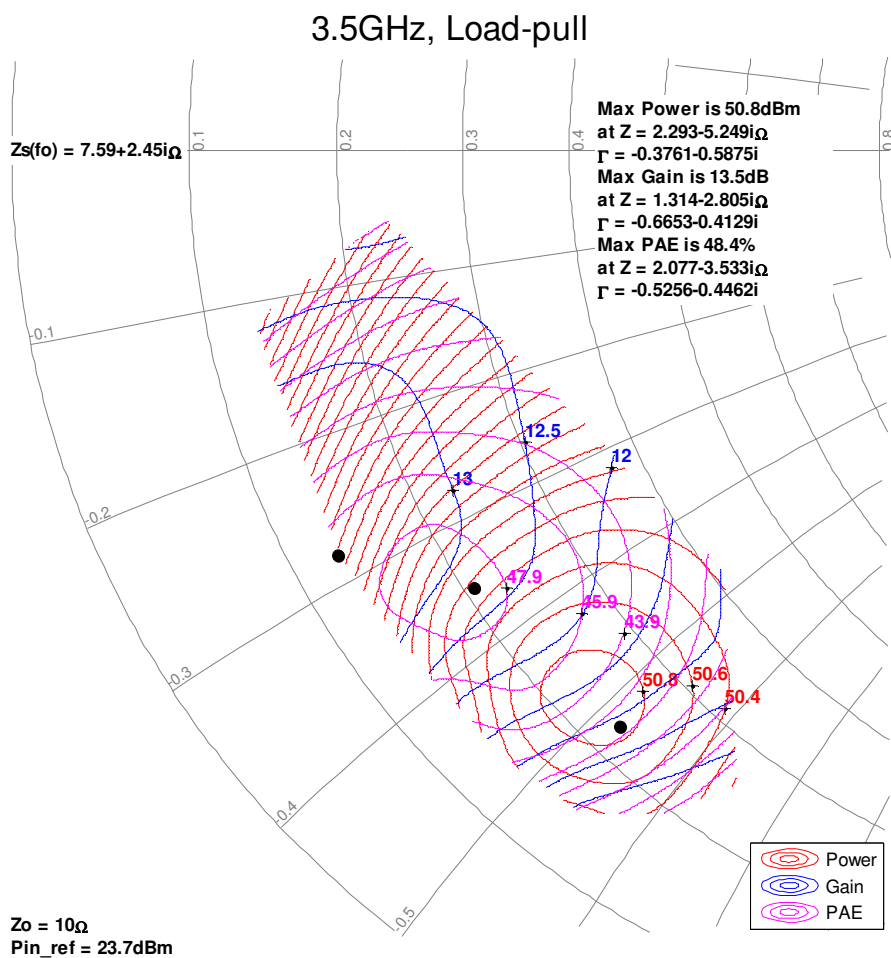 3.5GHz, Load-pull
Max Power is 50.8dBm
at Z = 2.293-5.249iΩ
Γ = -0.3761-0.5875i
Max Gain is 13.5dB
at Z = 1.314-2.805iΩ
Γ = -0.6653-0.4129i
Max PAE is 48.4%
at Z = 2.077-3.533iΩ
Γ = -0.5256-0.4462i
Zs(fo) = 7.59+2.45iΩ
0.1
0.2
0.3
0.4
0.8
-0.1
-0.2
-0.3
-0.4
-0.5
12.5
12
13
47.9
45.9
43.9
50.8
50.6
50.4
Power
Gain
PAE
Zo = 10Ω
Pin_ref = 23.7dBm